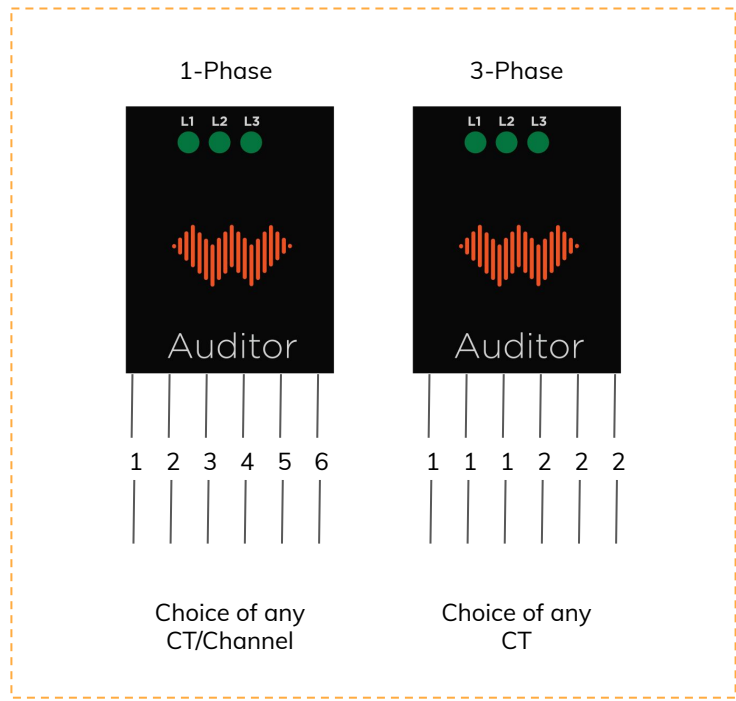 1-Phase
3-Phase
L1 L2 L3
L1 L2 L3
Auditor
Auditor
1 2 3 4 5 6
1 1 1 2 2 2
Choice of any
CT/Channel
Choice of any
CT